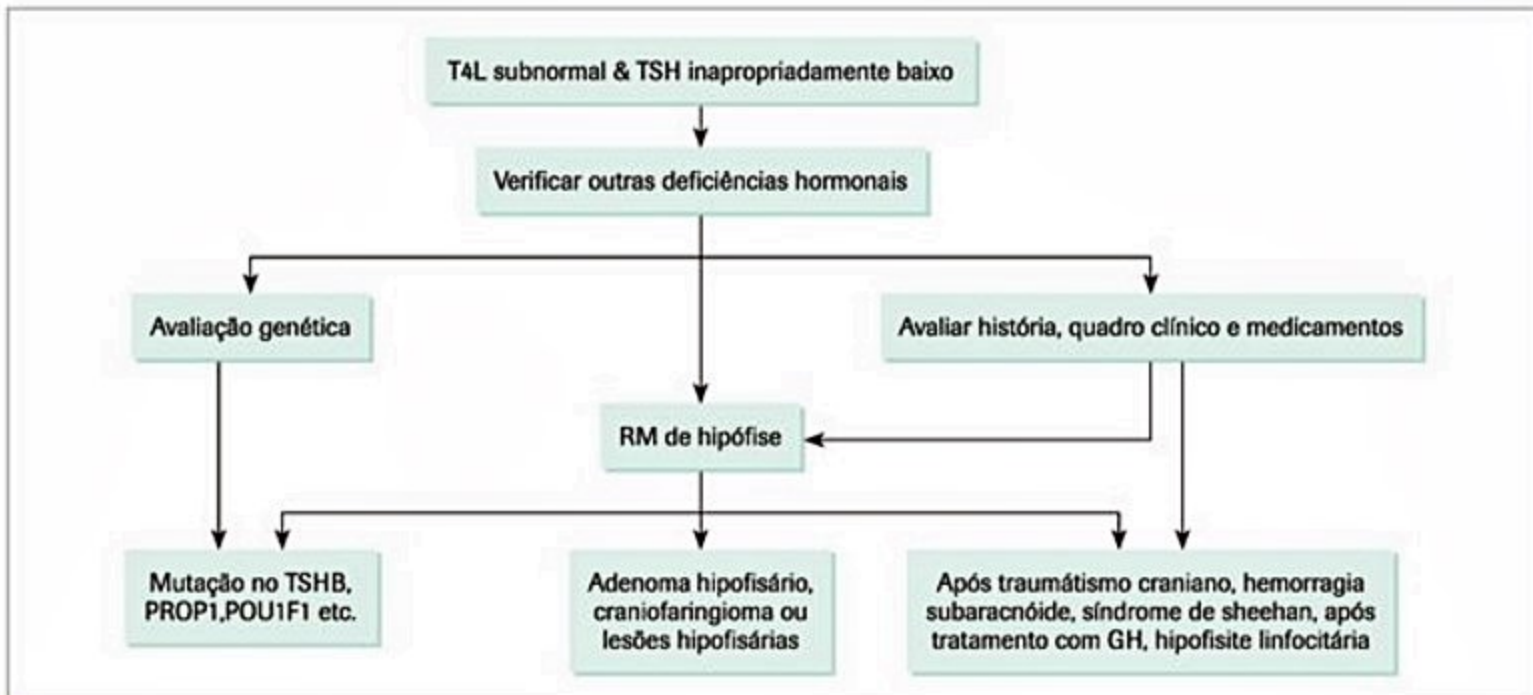 T4L subnormal & TSH inapropriadamente baixo
Verificar outras deficiências hormonais
Avaliação genética
Avaliar história, quadro clínico e medicamentos
RM de hipófise
Mutação no TSHB,
PROP1,POU1F1 etc.
Adenoma hipofisário,
craniofaringioma ou
lesões hipofisárias
Após traumátismo craniano, hemorragia
subaracnóide, síndrome de sheehan, após
tratamento com GH, hipofisite linfocitária